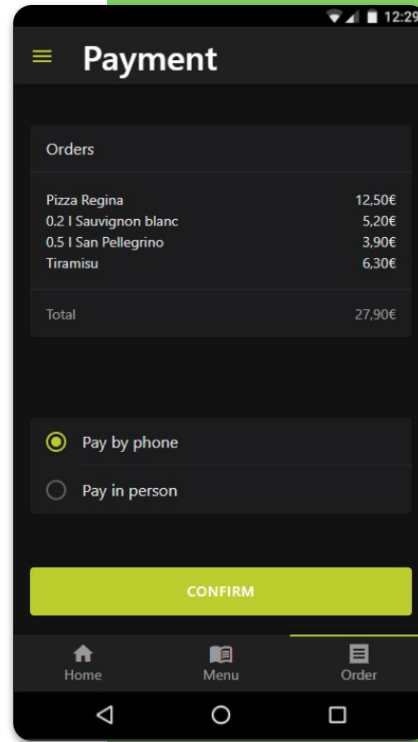 12:29
Payment
Orders
Pizza Regina 12,50€
0.2 l Sauvignon blanc 5,20€
0.5 l San Pellegrino 3,90€
Tiramisu 6,30€
Total 27,90€
Pay by phone
Pay in person
CONFIRM
Home Menu Order